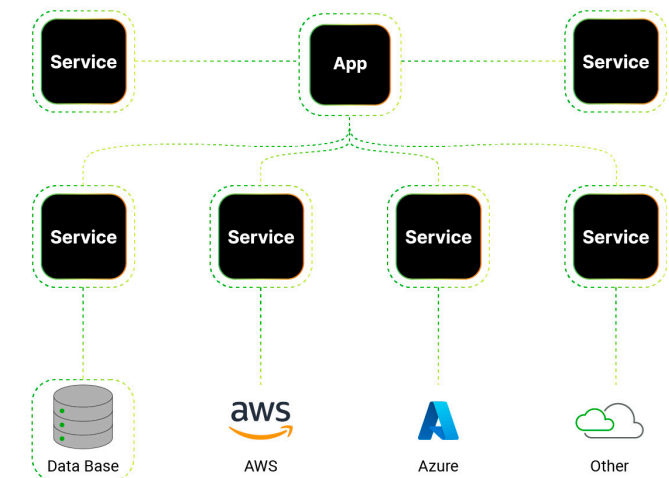 Service
App
Service
Service
Service
Service
Service
aws
Data Base
AWS
Azure
Other